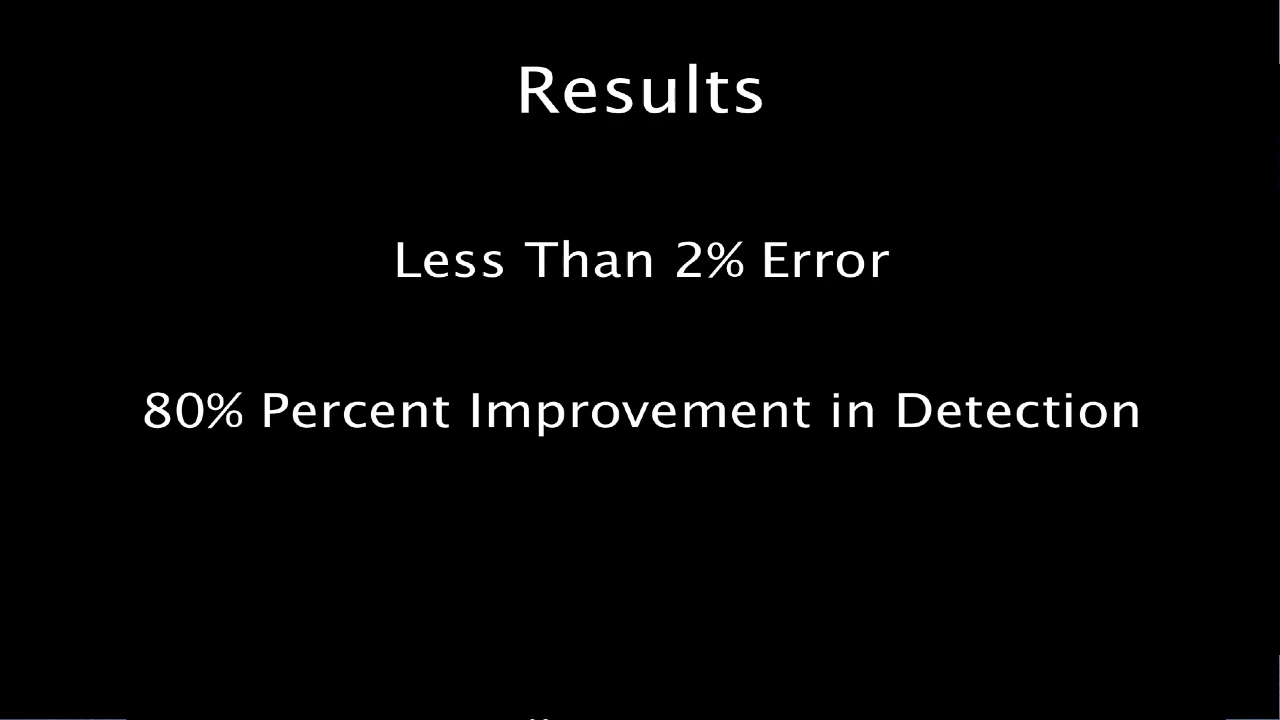 Results
Less Than 2% Error
80% Percent Improvement in Detection